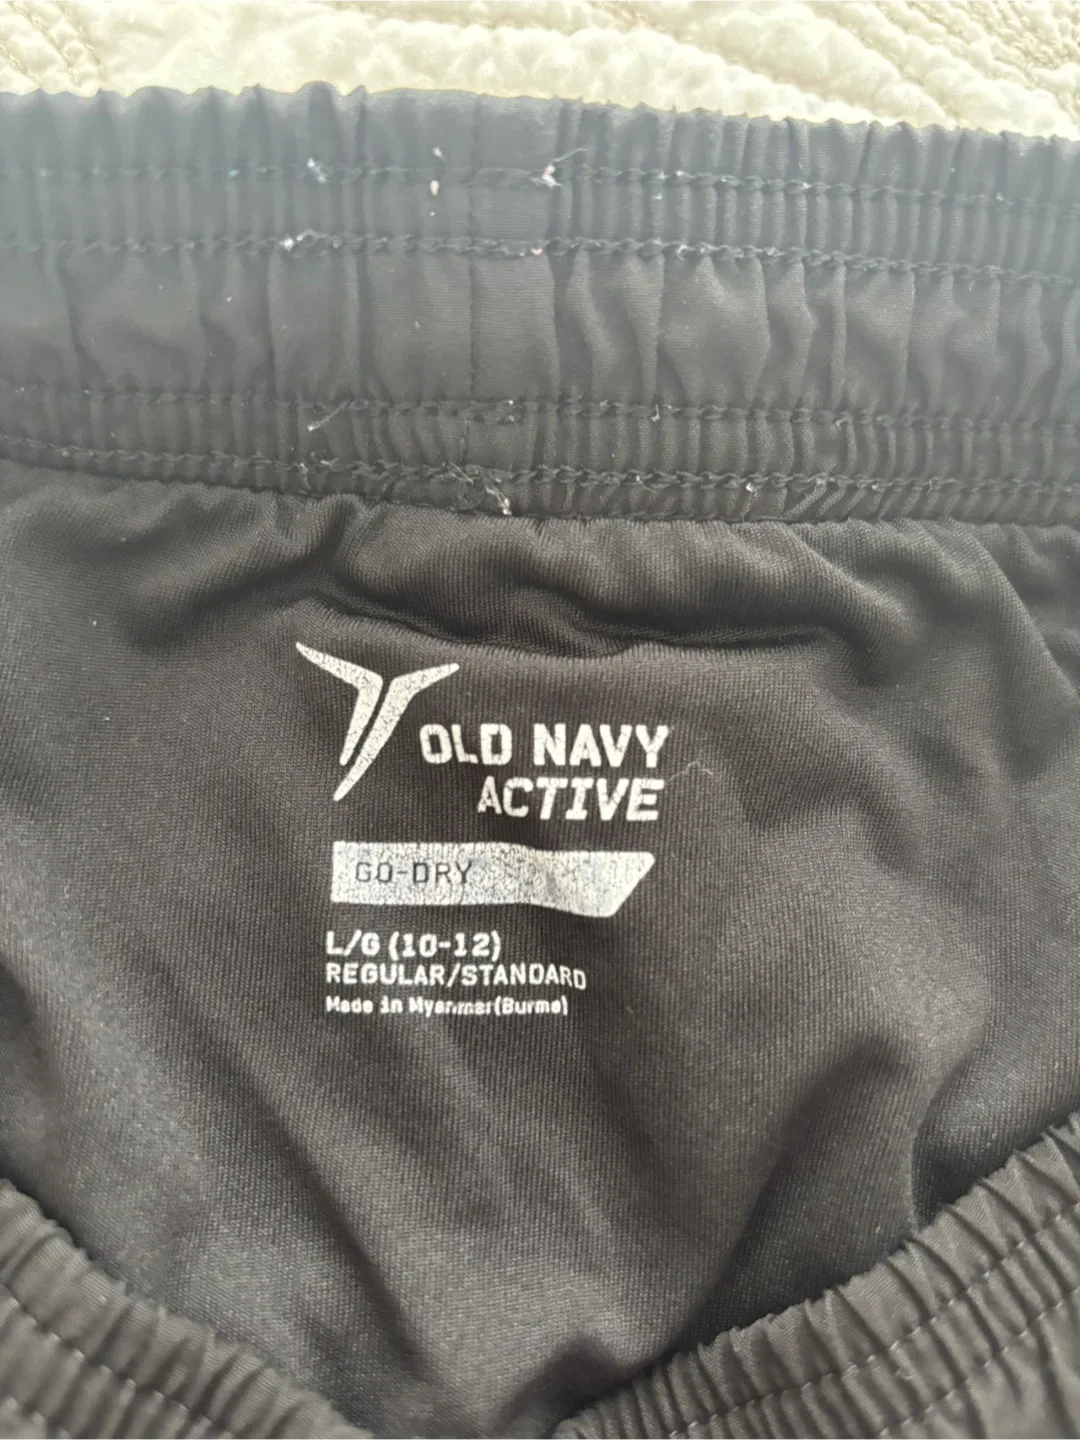 OLD NAVY
ACTIVE
GO-DRY
L/G (10-12)
REGULAR/STANDARD
Made in Myanmar(Burma)